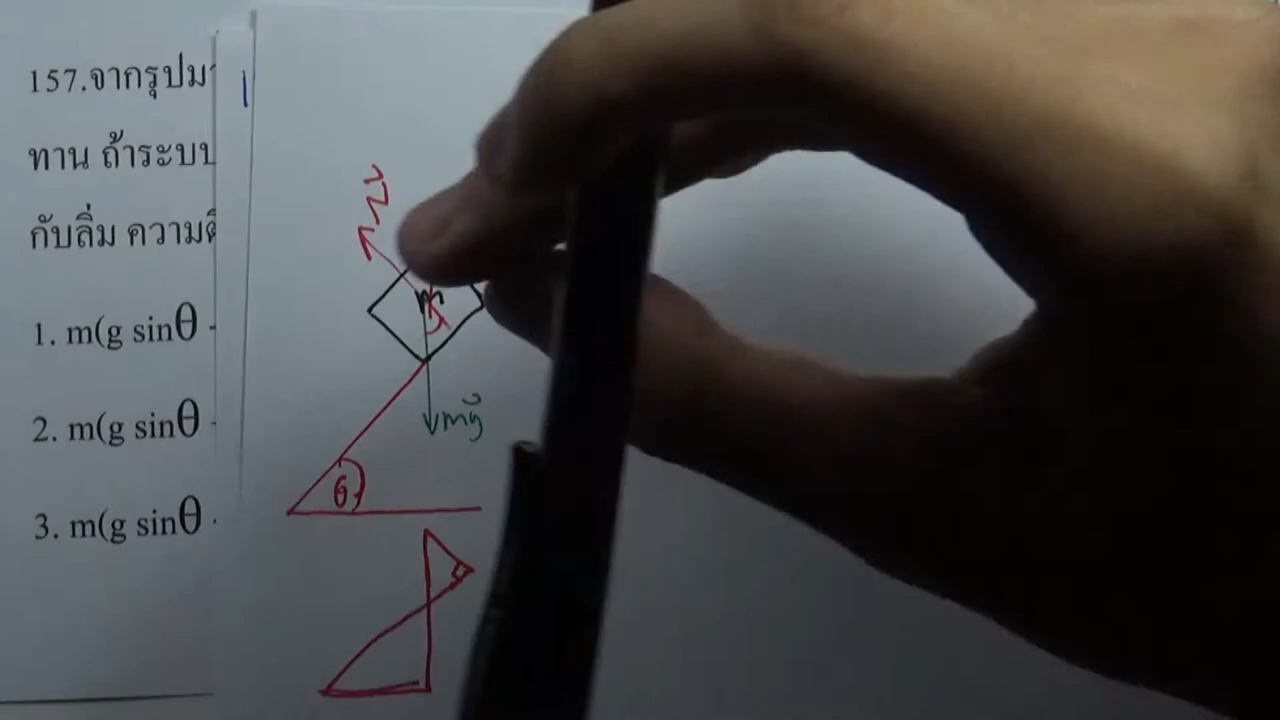 157.จากรูปม
ทาน ถ้าระบบ
กับลิ่ม ความ
1. m(g sinθ -
2. m(g sinθ -
3. m(g sinθ
N
m
mg
θ